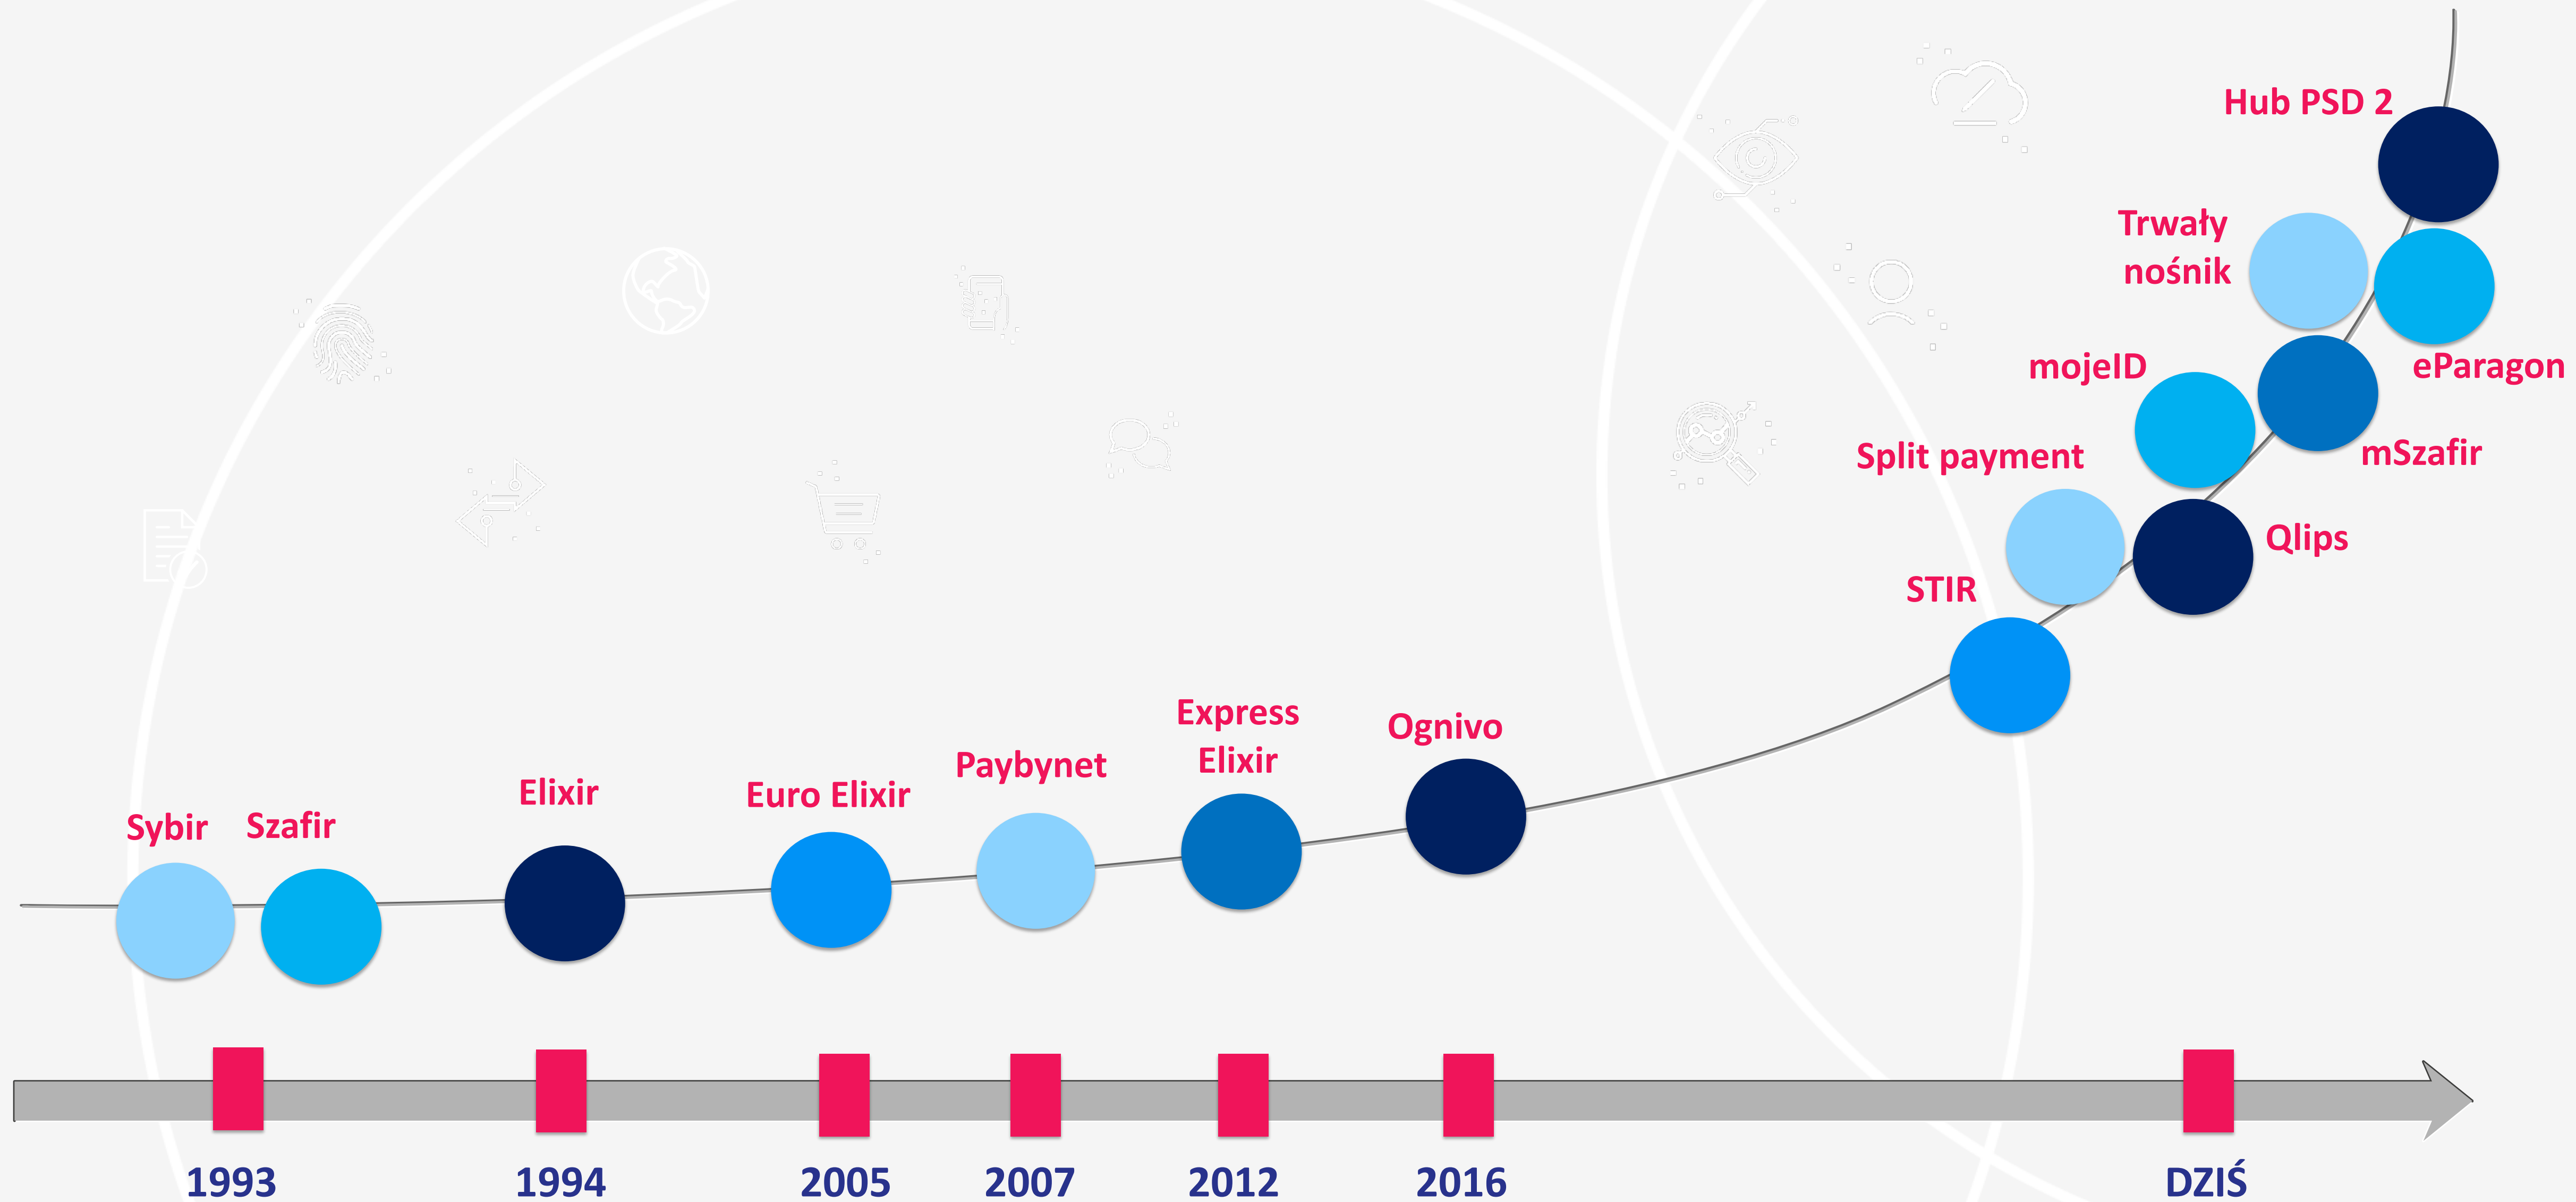 Hub PSD 2
Trwały
nośnik
eParagon
mojeID
mSzafir
Split payment
Qlips
STIR
Express
Elixir
Ognivo
Paybynet
Euro Elixir
Elixir
Szafir
Sybir
1993
1994
2005
2007
2012
2016
DZIŚ